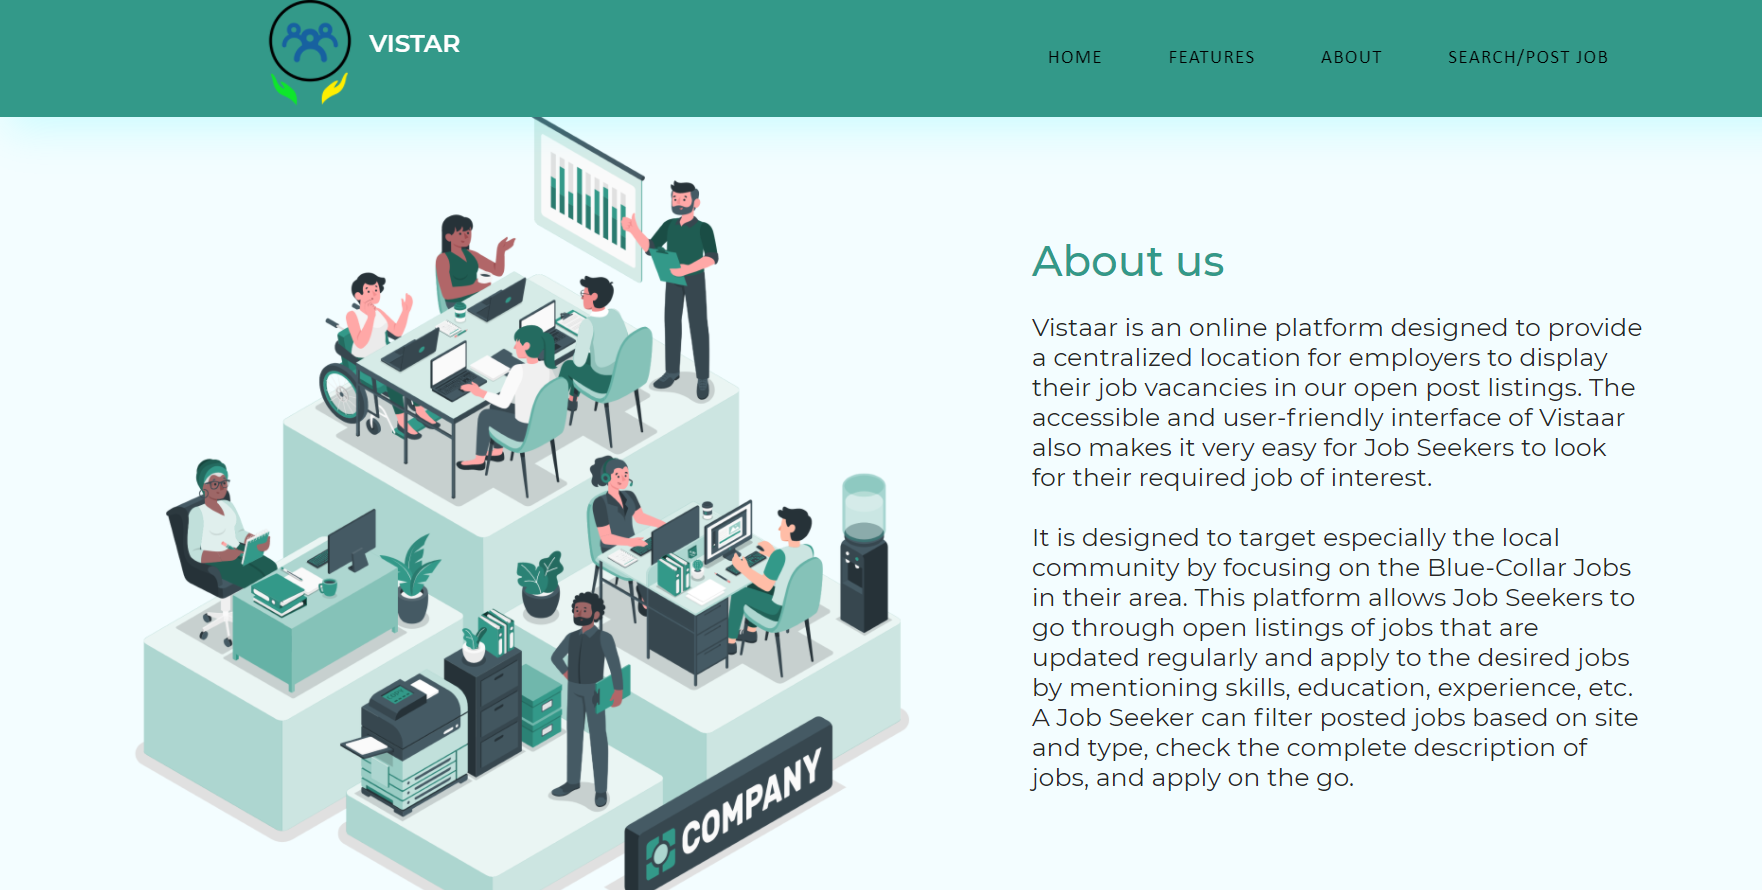 VISTAR
HOME
FEATURES
ABOUT
SEARCH/POST JOB
About us
Vistaar is an online platform designed to provide
a centralized location for employers to display
their job vacancies in our open post listings. The
accessible and user-friendly interface of Vistaar
also makes it very easy for Job Seekers to look
for their required job of interest.
It is designed to target especially the local
community by focusing on the Blue-Collar Jobs
in their area. This platform allows Job Seekers to
go through open listings of jobs that are
updated regularly and apply to the desired jobs
by mentioning skills, education, experience, etc.
A Job Seeker can filter posted jobs based on site
and type, check the complete description of
jobs, and apply on the go.
COMPANY